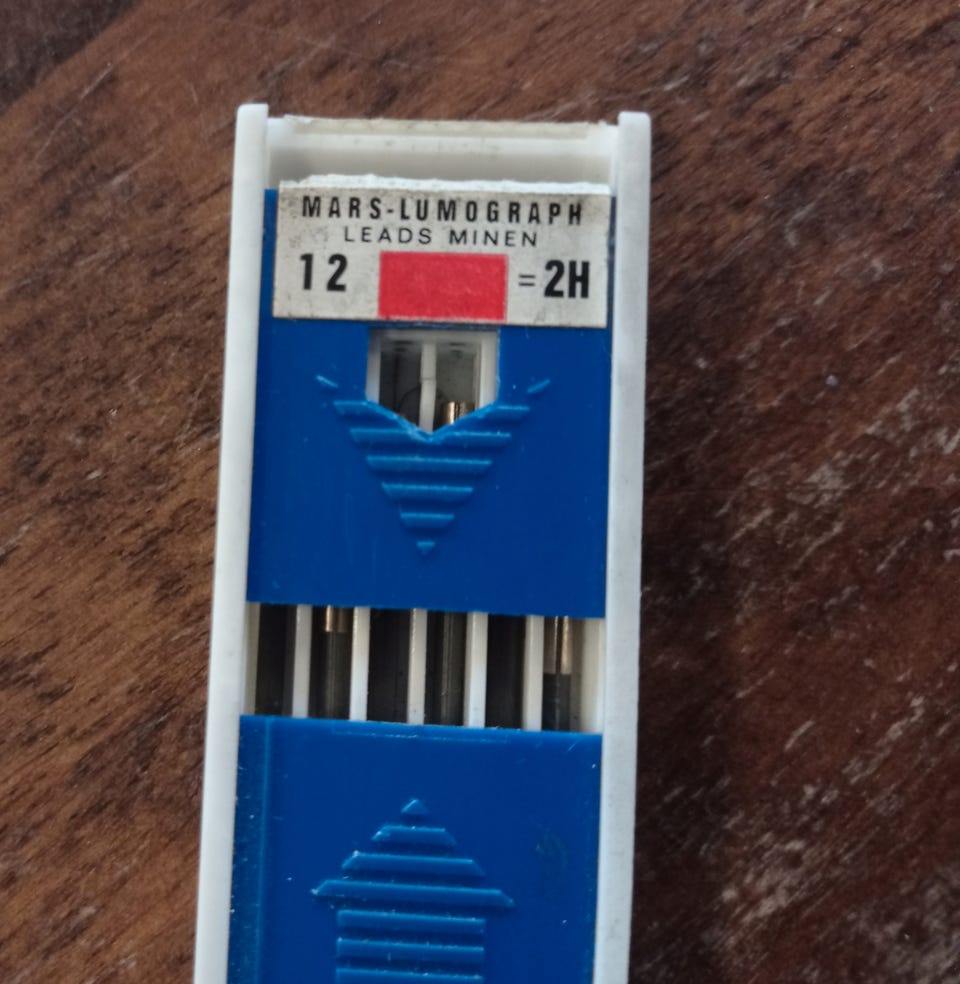 MARS-LUMOGRAPH
LEADS MINEN
12 =2H